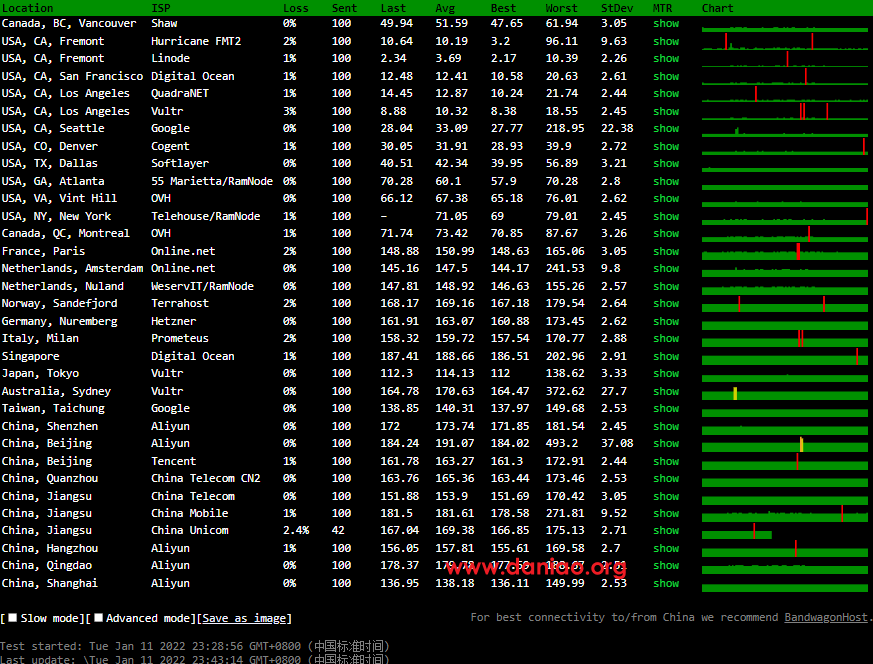 Location ISP Loss Sent Last Avg Best Worst StDev MTR Chart
Canada, BC, Vancouver Shaw 0% 100 49.94 51.59 47.65 61.94 3.05 show
USA, CA, Fremont Hurricane FMT2 2% 100 10.64 10.19 3.2 96.11 9.63 show
USA, CA, Fremont Linode 1% 100 2.34 3.69 2.17 10.39 2.26 show
USA, CA, San Francisco Digital Ocean 1% 100 12.48 12.41 10.58 20.63 2.61 show
USA, CA, Los Angeles QuadraNET 1% 100 14.45 12.87 10.24 21.74 2.44 show
USA, CA, Los Angeles Vultr 3% 100 8.88 10.32 8.38 18.55 2.45 show
USA, CA, Seattle Google 0% 100 28.04 33.09 27.77 218.95 22.38 show
USA, CO, Denver Cogent 1% 100 30.05 31.91 28.93 39.9 2.72 show
USA, TX, Dallas Softlayer 0% 100 40.51 42.34 39.95 56.89 3.21 show
USA, GA, Atlanta 55 Marietta/RamNode 0% 100 70.28 60.1 57.9 70.28 2.8 show
USA, VA, Vint Hill OVH 0% 100 66.12 67.38 65.18 76.01 2.62 show
USA, NY, New York Telehouse/RamNode 1% 100 – 71.05 69 79.01 2.45 show
Canada, QC, Montreal OVH 1% 100 71.74 73.42 70.85 87.67 3.26 show
France, Paris Online.net 2% 100 148.88 150.99 148.63 165.06 3.05 show
Netherlands, Amsterdam Online.net 0% 100 145.16 147.5 144.17 241.53 9.8 show
Netherlands, Nuland WeservIT/RamNode 0% 100 147.81 148.92 146.63 155.26 2.57 show
Norway, Sandefjord Terrahost 2% 100 168.17 169.16 167.18 179.54 2.64 show
Germany, Nuremberg Hetzner 0% 100 161.91 163.07 160.88 173.45 2.62 show
Italy, Milan Prometeus 2% 100 158.32 159.72 157.54 170.77 2.88 show
Singapore Digital Ocean 1% 100 187.41 188.66 186.51 202.96 2.91 show
Japan, Tokyo Vultr 0% 100 112.3 114.13 112 138.62 3.33 show
Australia, Sydney Vultr 0% 100 164.78 170.63 164.47 372.62 27.7 show
Taiwan, Taichung Google 0% 100 138.85 140.31 137.97 149.68 2.53 show
China, Shenzhen Aliyun 0% 100 172 173.74 171.85 181.54 2.45 show
China, Beijing Aliyun 0% 100 184.24 191.07 184.02 493.2 37.08 show
China, Beijing Tencent 1% 100 161.78 163.27 161.3 172.91 2.44 show
China, Quanzhou China Telecom CN2 0% 100 163.76 165.36 163.44 173.46 2.53 show
China, Jiangsu China Telecom 0% 100 151.88 153.9 151.69 170.42 3.05 show
China, Jiangsu China Mobile 1% 100 181.5 181.61 178.58 271.81 9.52 show
China, Jiangsu China Unicom 2.4% 42 167.04 169.38 166.85 175.13 2.71 show
China, Hangzhou Aliyun 1% 100 156.05 157.81 155.61 169.58 2.7 show
China, Qingdao Aliyun 0% 100 178.37 show
www.daniao.org
China, Shanghai Aliyun 0% 100 136.95 138.18 136.11 149.99 2.53 show
[ Slow mode][ Advanced mode][Save as image] For best connectivity to/from China we recommend BandwagonHost.
Test started: Tue Jan 11 2022 23:28:56 GMT+0800 (中国标准时间)
Last update: \Tue Jan 11 2022 23:43:14 GMT+0800 (中国标准时间)